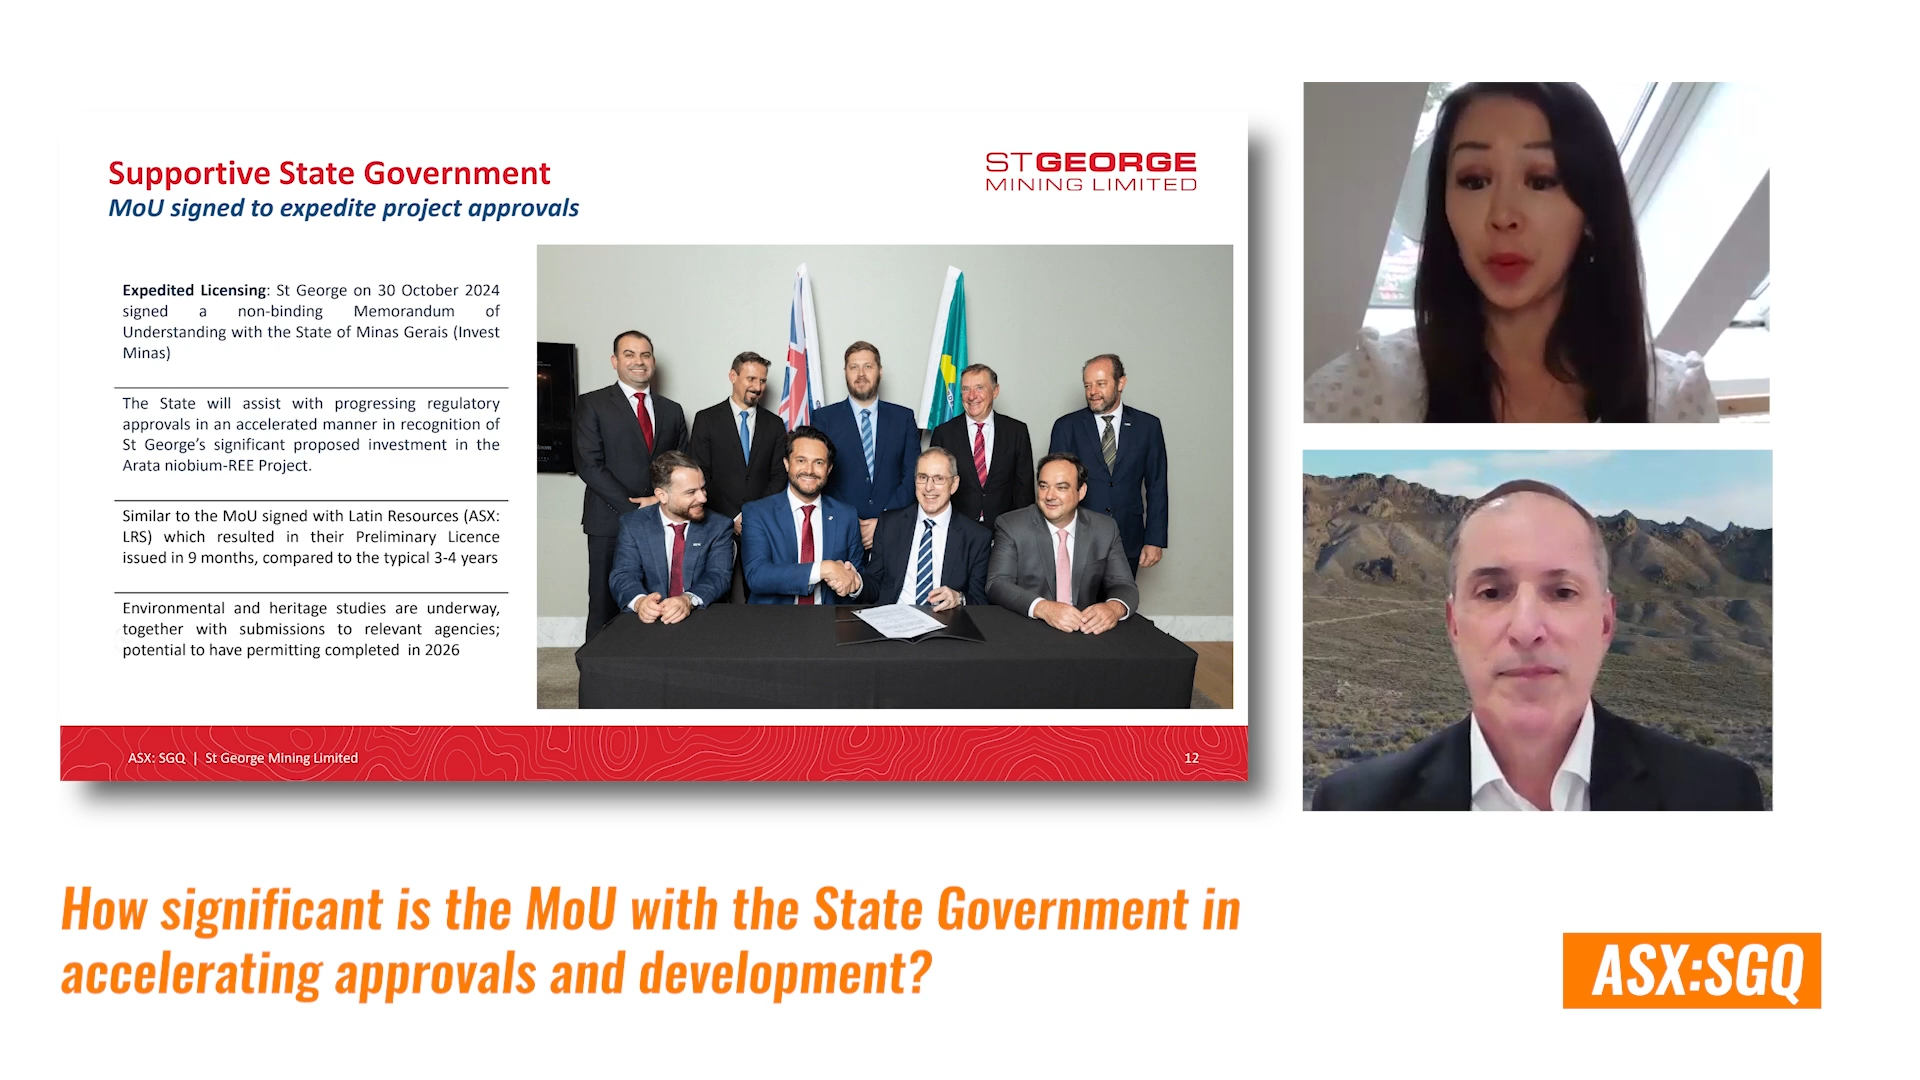 Supportive State Government
MoU signed to expedite project approvals
STGEORGE
MINING LIMITED
Expedited Licensing: St George on 30 October 2024
signed a non-binding Memorandum of
Understanding with the State of Minas Gerais (Invest
Minas)
The State will assist with progressing regulatory
approvals in an accelerated manner in recognition of
St George's significant proposed investment in the
Arata niobium-REE Project.
Similar to the MoU signed with Latin Resources (ASX:
LRS) which resulted in their Preliminary Licence
issued in 9 months, compared to the typical 3-4 years
Environmental and heritage studies are underway,
together with submissions to relevant agencies;
potential to have permitting completed in 2026
ASX: SGQ | St George Mining Limited
12
How significant is the MoU with the State Government in
accelerating approvals and development?
ASX:SGQ